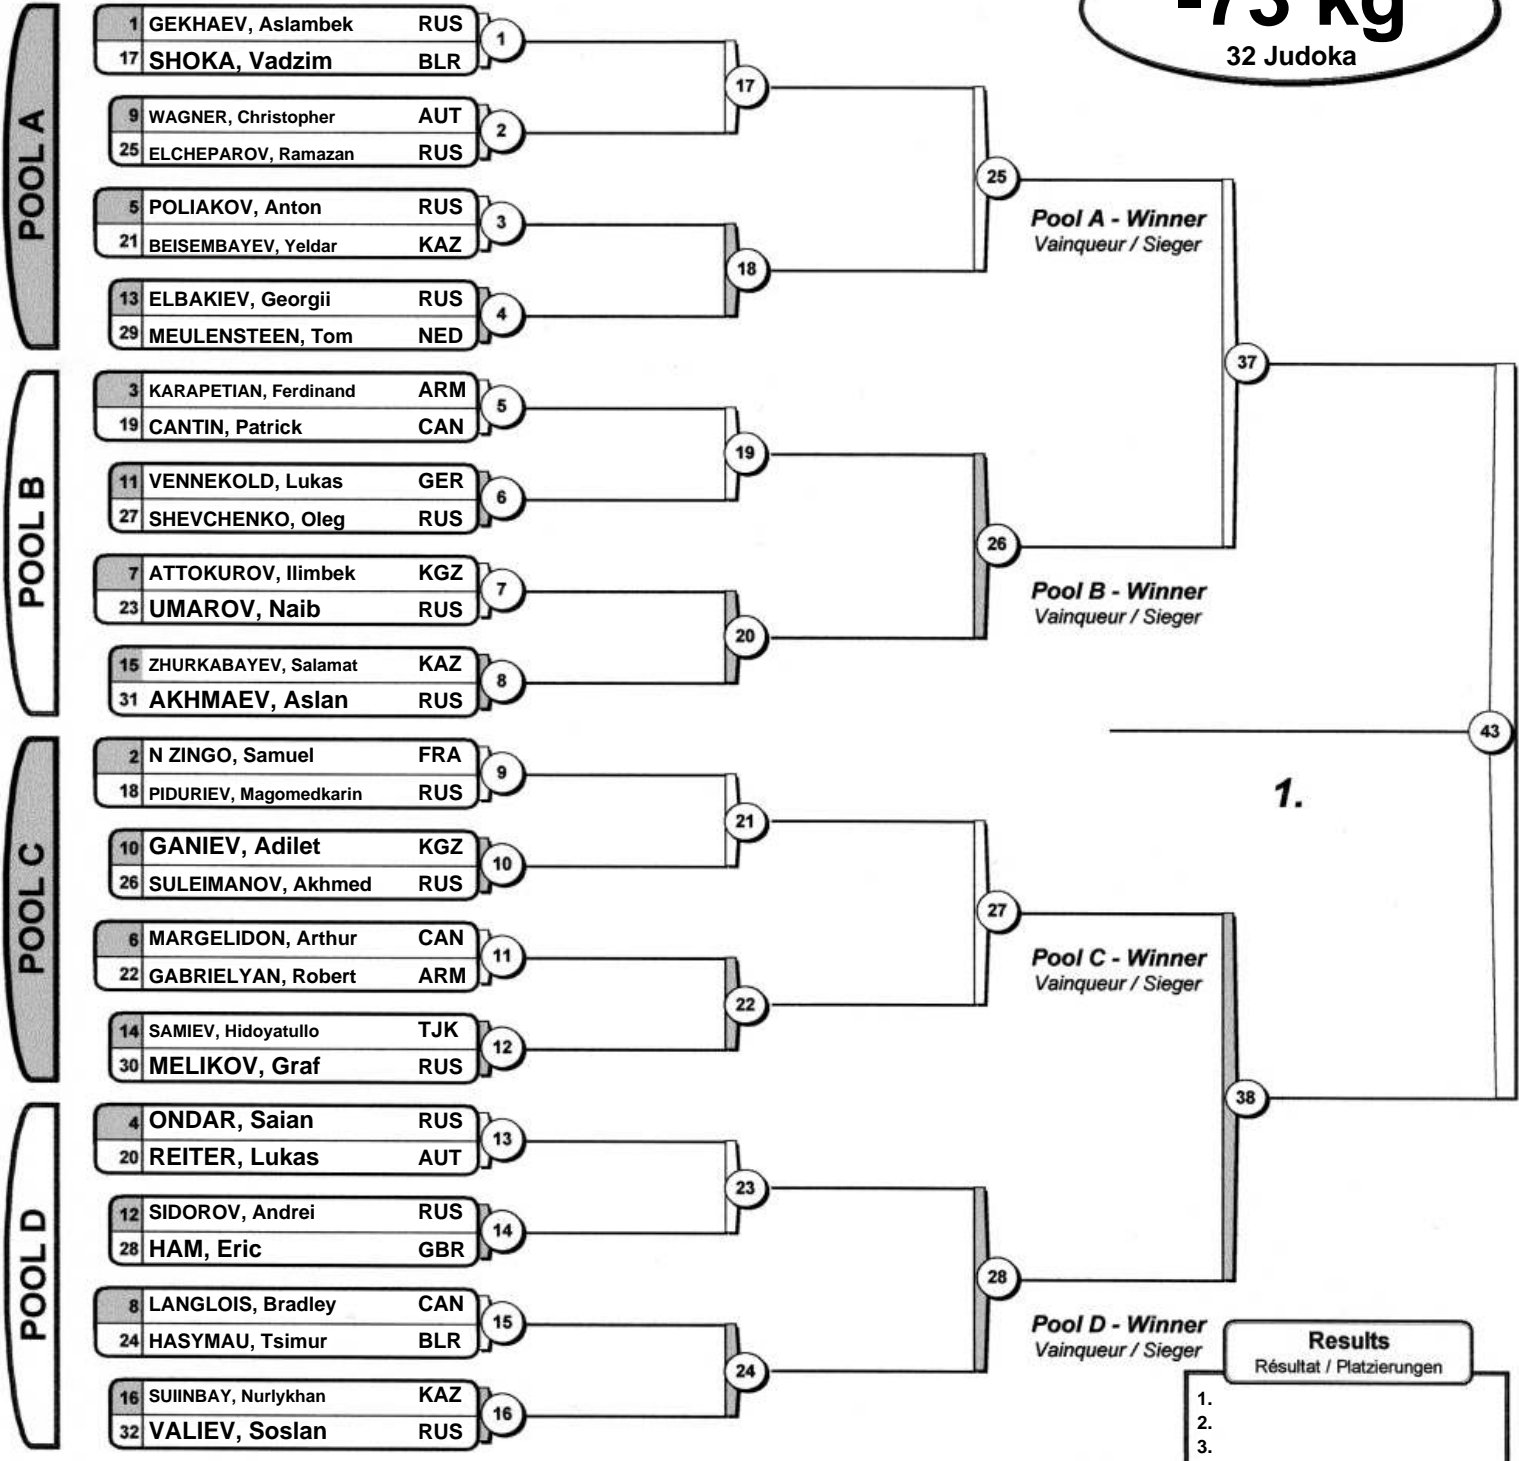 -73 kg
32 Judoka
POOL A
1 GEKHAEV, Aslambek RUS
17 SHOKA, Vadzim BLR
1
9 WAGNER, Christopher AUT
25 ELCHEPAROV, Ramazan RUS
2
17
5 POLIAKOV, Anton RUS
21 BEISEMBAYEV, Yeldar KAZ
3
13 ELBAKIEV, Georgii RUS
29 MEULENSTEEN, Tom NED
4
18
25
Pool A - Winner
Vainqueur / Sieger
POOL B
3 KARAPETIAN, Ferdinand ARM
19 CANTIN, Patrick CAN
5
11 VENNEKOLD, Lukas GER
27 SHEVCHENKO, Oleg RUS
6
19
7 ATTOKUROV, Ilimbek KGZ
23 UMAROV, Naib RUS
7
15 ZHURKABAYEV, Salamat KAZ
31 AKHMAEV, Aslan RUS
8
20
26
Pool B - Winner
Vainqueur / Sieger
37
43
1.
POOL C
2 N ZINGO, Samuel FRA
18 PIDURIEV, Magomedkarin RUS
9
10 GANIEV, Adilet KGZ
26 SULEIMANOV, Akhmed RUS
10
21
6 MARGELIDON, Arthur CAN
22 GABRIELYAN, Robert ARM
11
14 SAMIEV, Hidoyatullo TJK
30 MELIKOV, Graf RUS
12
22
27
Pool C - Winner
Vainqueur / Sieger
POOL D
4 ONDAR, Saian RUS
20 REITER, Lukas AUT
13
12 SIDOROV, Andrei RUS
28 HAM, Eric GBR
14
23
8 LANGLOIS, Bradley CAN
24 HASYMAU, Tsimur BLR
15
16 SUIINBAY, Nurlykhan KAZ
32 VALIEV, Soslan RUS
16
24
28
Pool D - Winner
Vainqueur / Sieger
38
Results
Résultat / Platzierungen
1.
2.
3.